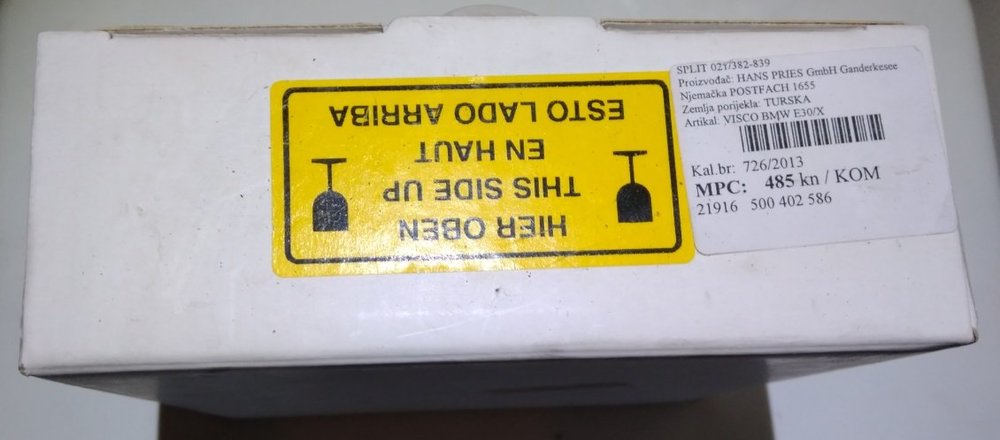 HIER OBEN
THIS SIDE UP
EN HAUT
ESTO LADO ARRIBA
SPLIT 021/382-839
Proizvođač: HANS PRIES GmbH Ganderkesee
Njemačka POSTFACH 1655
Zemlja porijekla: TURSKA
Artikal: VISCO BMW E30/X
Kal.br: 726/2013
MPC: 485 kn / KOM
21916 500 402 586